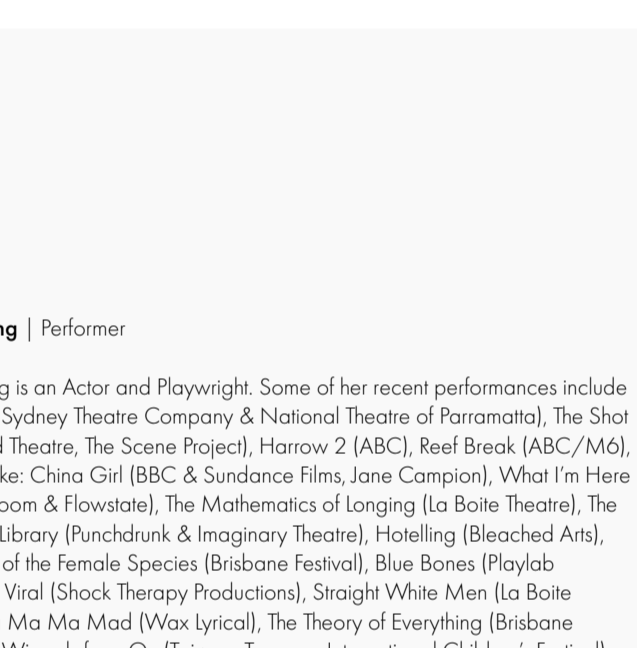 ng | Performer
g is an Actor and Playwright. Some of her recent performances include
Sydney Theatre Company & National Theatre of Parramatta), The Shot
d Theatre, The Scene Project), Harrow 2 (ABC), Reef Break (ABC/M6),
ke: China Girl (BBC & Sundance Films, Jane Campion), What I'm Here
oom & Flowstate), The Mathematics of Longing (La Boite Theatre), The
Library (Punchdrunk & Imaginary Theatre), Hotelling (Bleached Arts),
of the Female Species (Brisbane Festival), Blue Bones (Playlab
Viral (Shock Therapy Productions), Straight White Men (La Boite
Ma Ma Mad (Wax Lyrical), The Theory of Everything (Brisbane